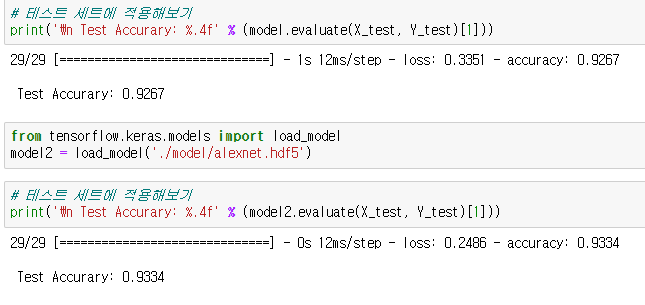 # 테스트 세트에 적용해보기
print('₩n Test Accurary: %.4f' % (model.evaluate(X_test, Y_test)[1]))
29/29 [==============================] - 1s 12ms/step - loss: 0.3351 - accuracy: 0.9267
Test Accurary: 0.9267
from tensorflow.keras.models import load_model
model2 = load_model('./model/alexnet.hdf5')
# 테스트 세트에 적용해보기
print('₩n Test Accurary: %.4f' % (model2.evaluate(X_test, Y_test)[1]))
29/29 [==============================] - 0s 12ms/step - loss: 0.2486 - accuracy: 0.9334
Test Accurary: 0.9334